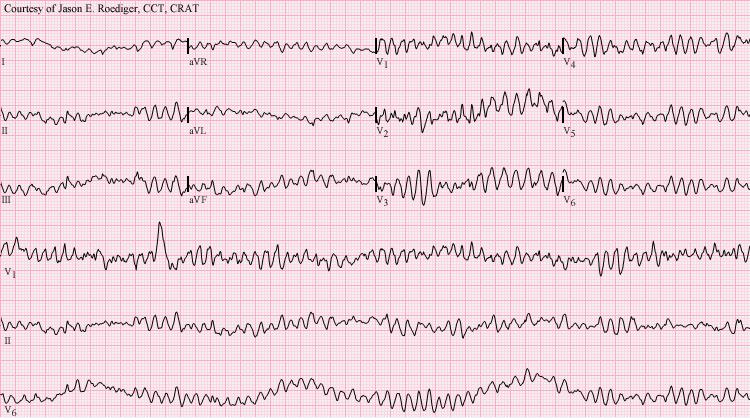 Courtesy of Jason E. Roediger, CCT, CRAT
I aVR V1 V4
II aVL V2 V5
III aVF V3 V6
V1
II
V6